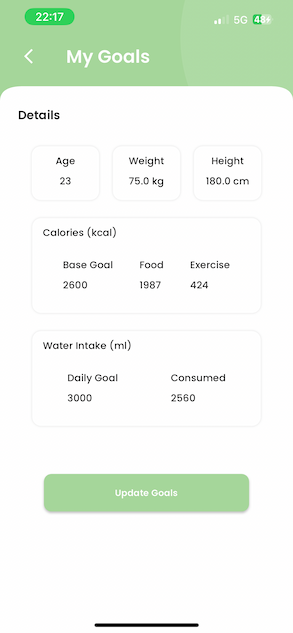 22:17 5G 48
My Goals
Details
Age Weight Height
23 75.0 kg 180.0 cm
Calories (kcal)
Base Goal Food Exercise
2600 1987 424
Water Intake (ml)
Daily Goal Consumed
3000 2560
Update Goals